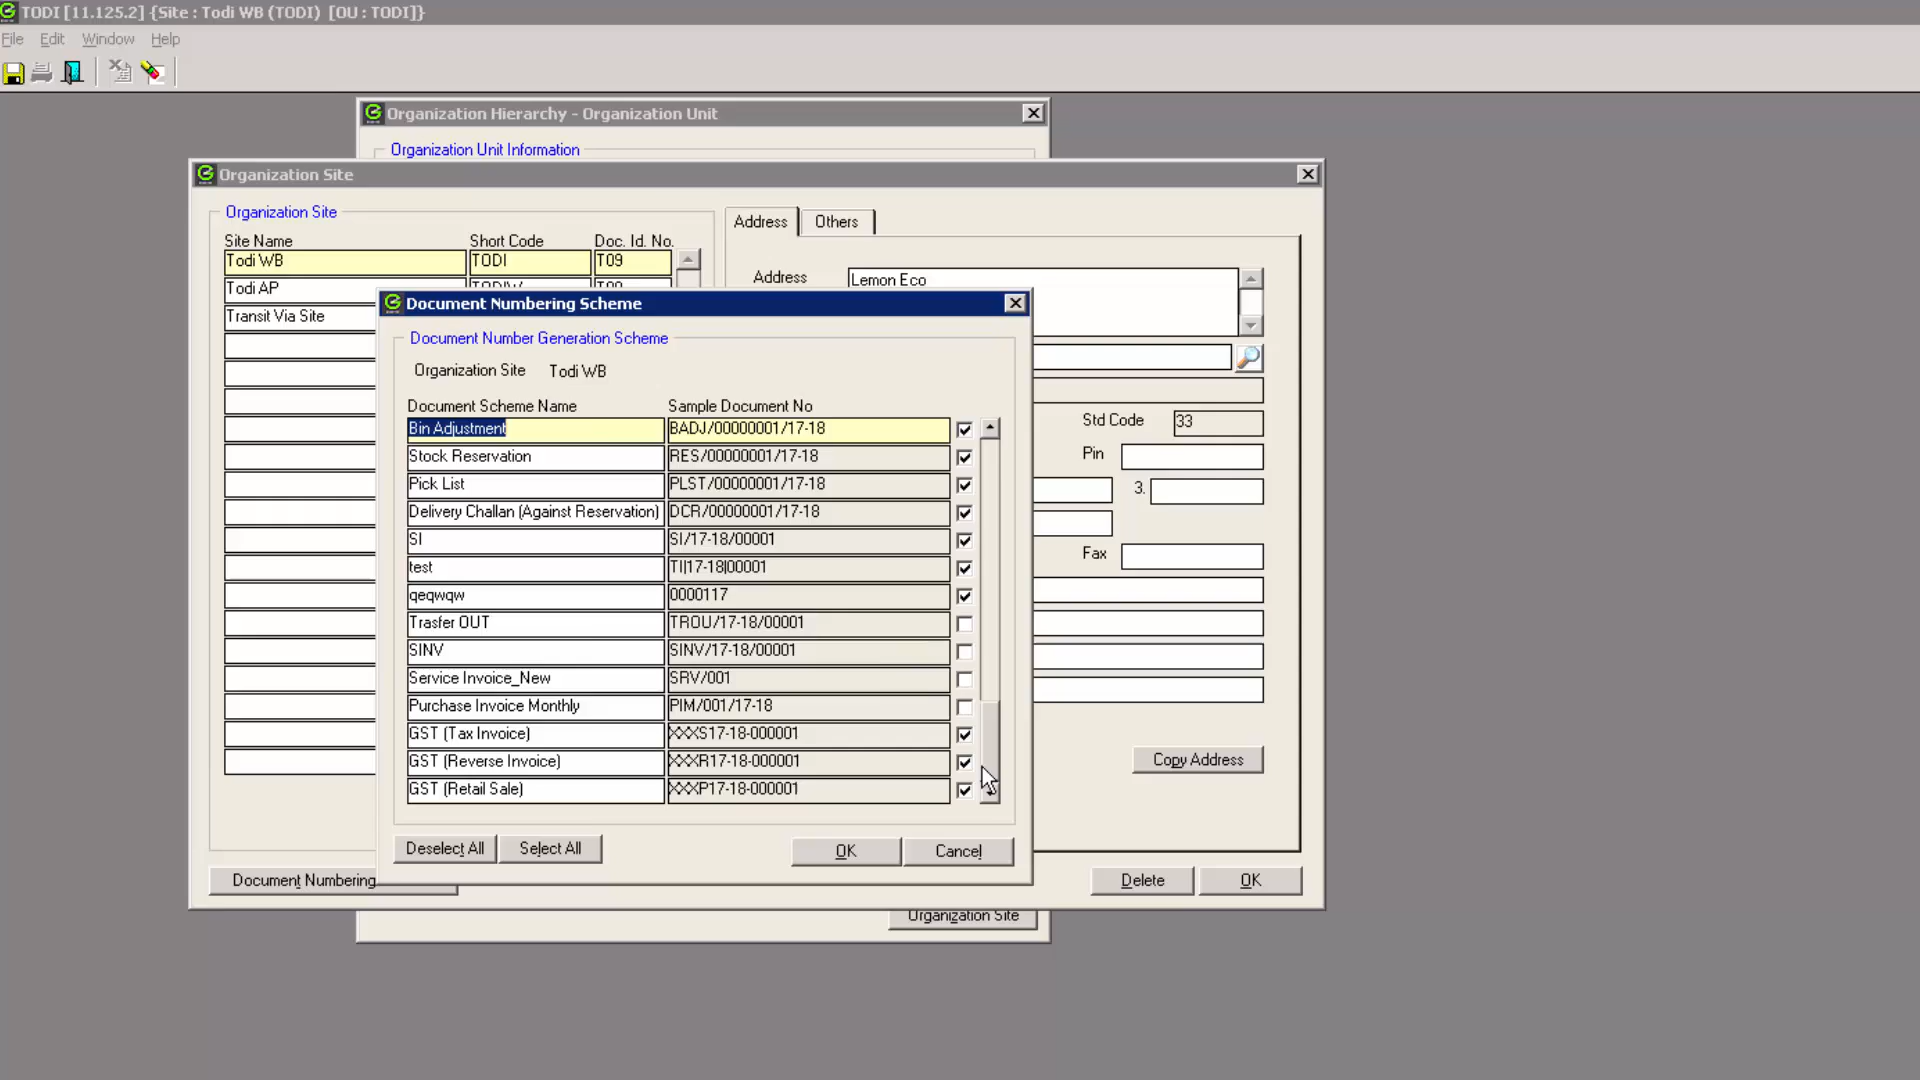 TODI [11.125.2] {Site : Todi WB (TODI) [OU : TODI]}
File Edit Window Help
Organization Hierarchy - Organization Unit
Organization Unit Information
Organization Site
Organization Site
Address Others
Site Name Short Code Doc. Id. No.
Todi WB TODI T09
Address Lemon Eco
Todi AP
Transit Via Site
Document Numbering Scheme
Document Number Generation Scheme
Organization Site Todi WB
Document Scheme Name Sample Document No
Bin Adjustment BADJ/00000001/17-18
Stock Reservation RES/00000001/17-18
Pick List PLST/00000001/17-18
Delivery Challan (Against Reservation) DCR/00000001/17-18
SI SI/17-18/00001
test TI|17-18|00001
qeqwqw 0000117
Trasfer OUT TROU/17-18/00001
SINV SINV/17-18/00001
Service Invoice_New SRV/001
Purchase Invoice Monthly PIM/001/17-18
GST (Tax Invoice) XXXS17-18-000001
GST (Reverse Invoice) XXXR17-18-000001
GST (Retail Sale) XXXP17-18-000001
Deselect All Select All OK Cancel
Std Code 33
Pin
3.
Fax
Copy Address
Document Numbering
Delete OK
Organization Site